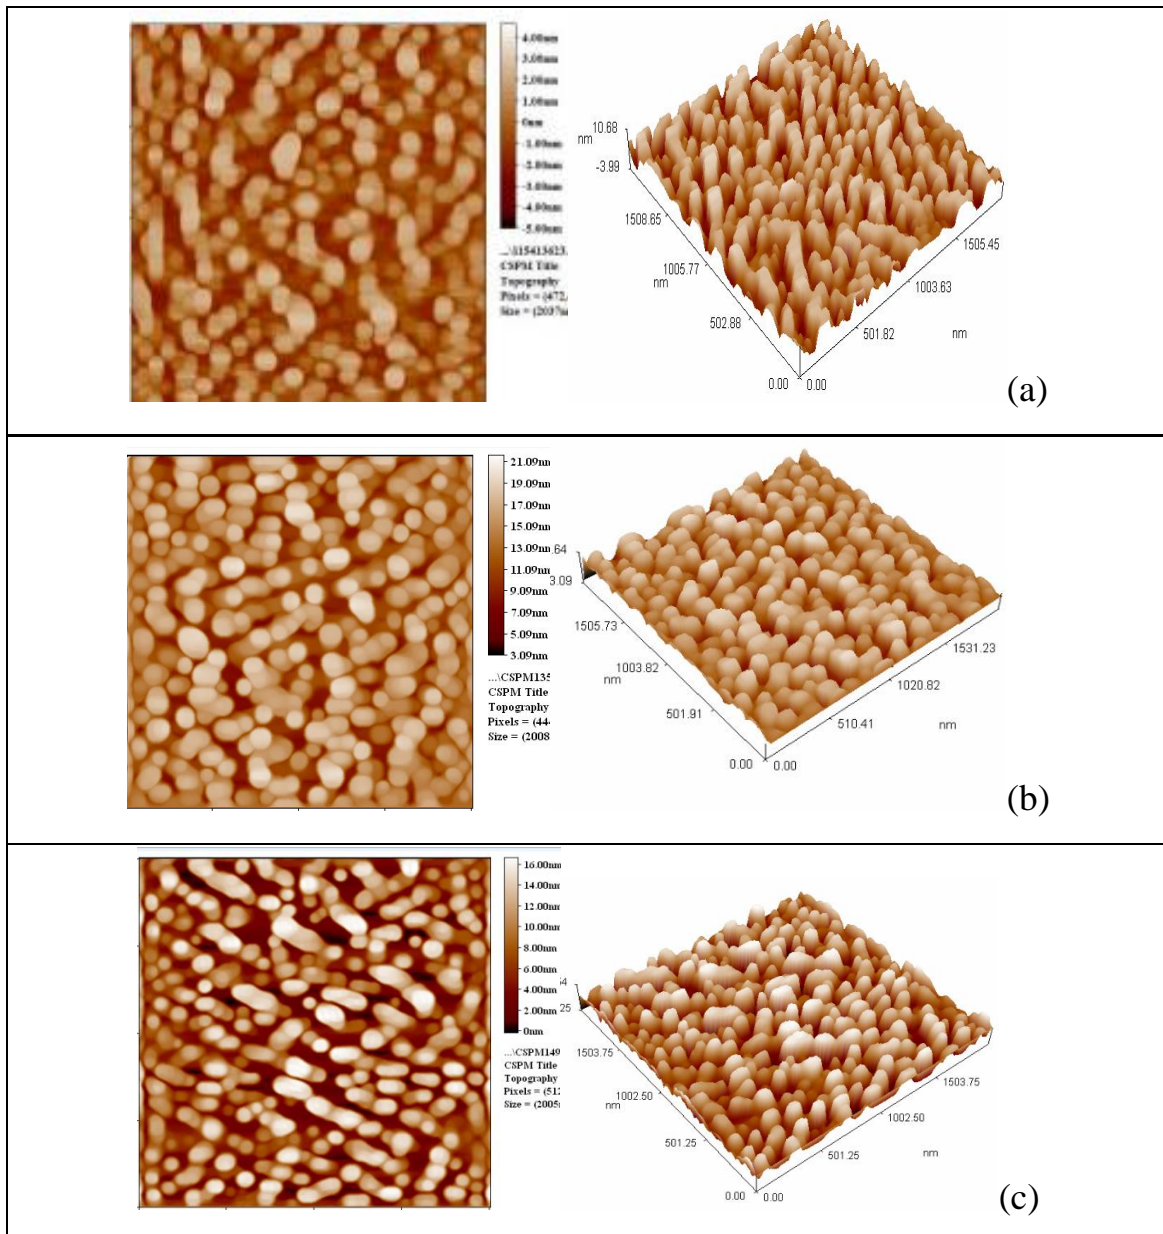 4.00nm
3.00nm
2.00nm
1.00nm
0nm
-1.00nm
-2.00nm
-3.00nm
-4.00nm
-5.00nm
CSPM Title
Topography
Pixels = (472,
Size = (2037n
10.68
nm
-3.99
1508.65
1005.77
nm
502.88
0.00
0.00
501.82
1003.63
nm
1505.45
(a)
21.09nm
19.09nm
17.09nm
15.09nm
13.09nm
11.09nm
9.09nm
7.09nm
5.09nm
3.09nm
...\CSPM135
CSPM Title
Topography
Pixels = (444
Size = (2008
.64
3.09
1505.73
1003.82
nm
501.91
0.00
0.00
510.41
1020.82
nm
1531.23
(b)
16.00nm
14.00nm
12.00nm
10.00nm
8.00nm
6.00nm
4.00nm
2.00nm
0nm
...\CSPM149
CSPM Title
Topography
Pixels = (512
Size = (2005
25
1503.75
1002.50
nm
501.25
0.00
0.00
501.25
1002.50
nm
1503.75
(c)